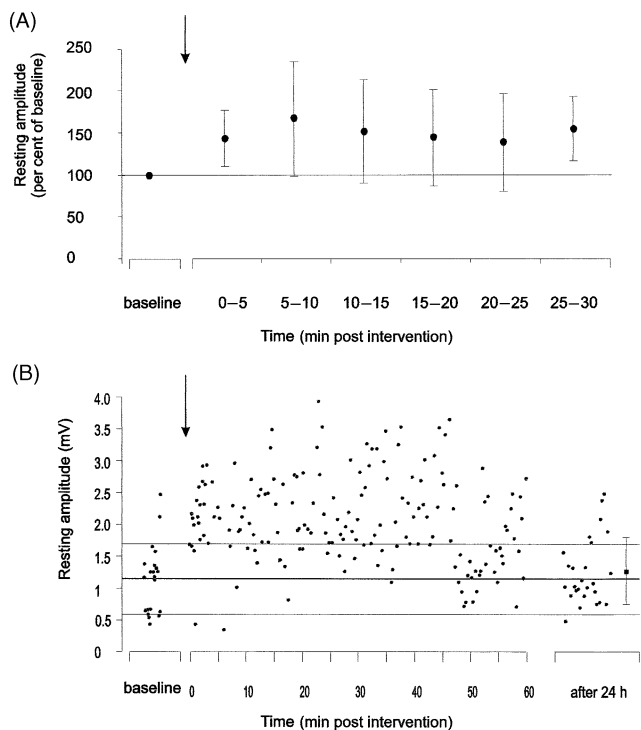 (A)
Resting amplitude
(per cent of baseline)
250
200
150
100
50
0
baseline
0–5
5–10
10–15
15–20
20–25
25–30
Time (min post intervention)
(B)
Resting amplitude (mV)
4.0
3.5
3.0
2.5
2.0
1.5
1
0.5
0
baseline
0
10
20
30
40
50
60
after 24 h
Time (min post intervention)